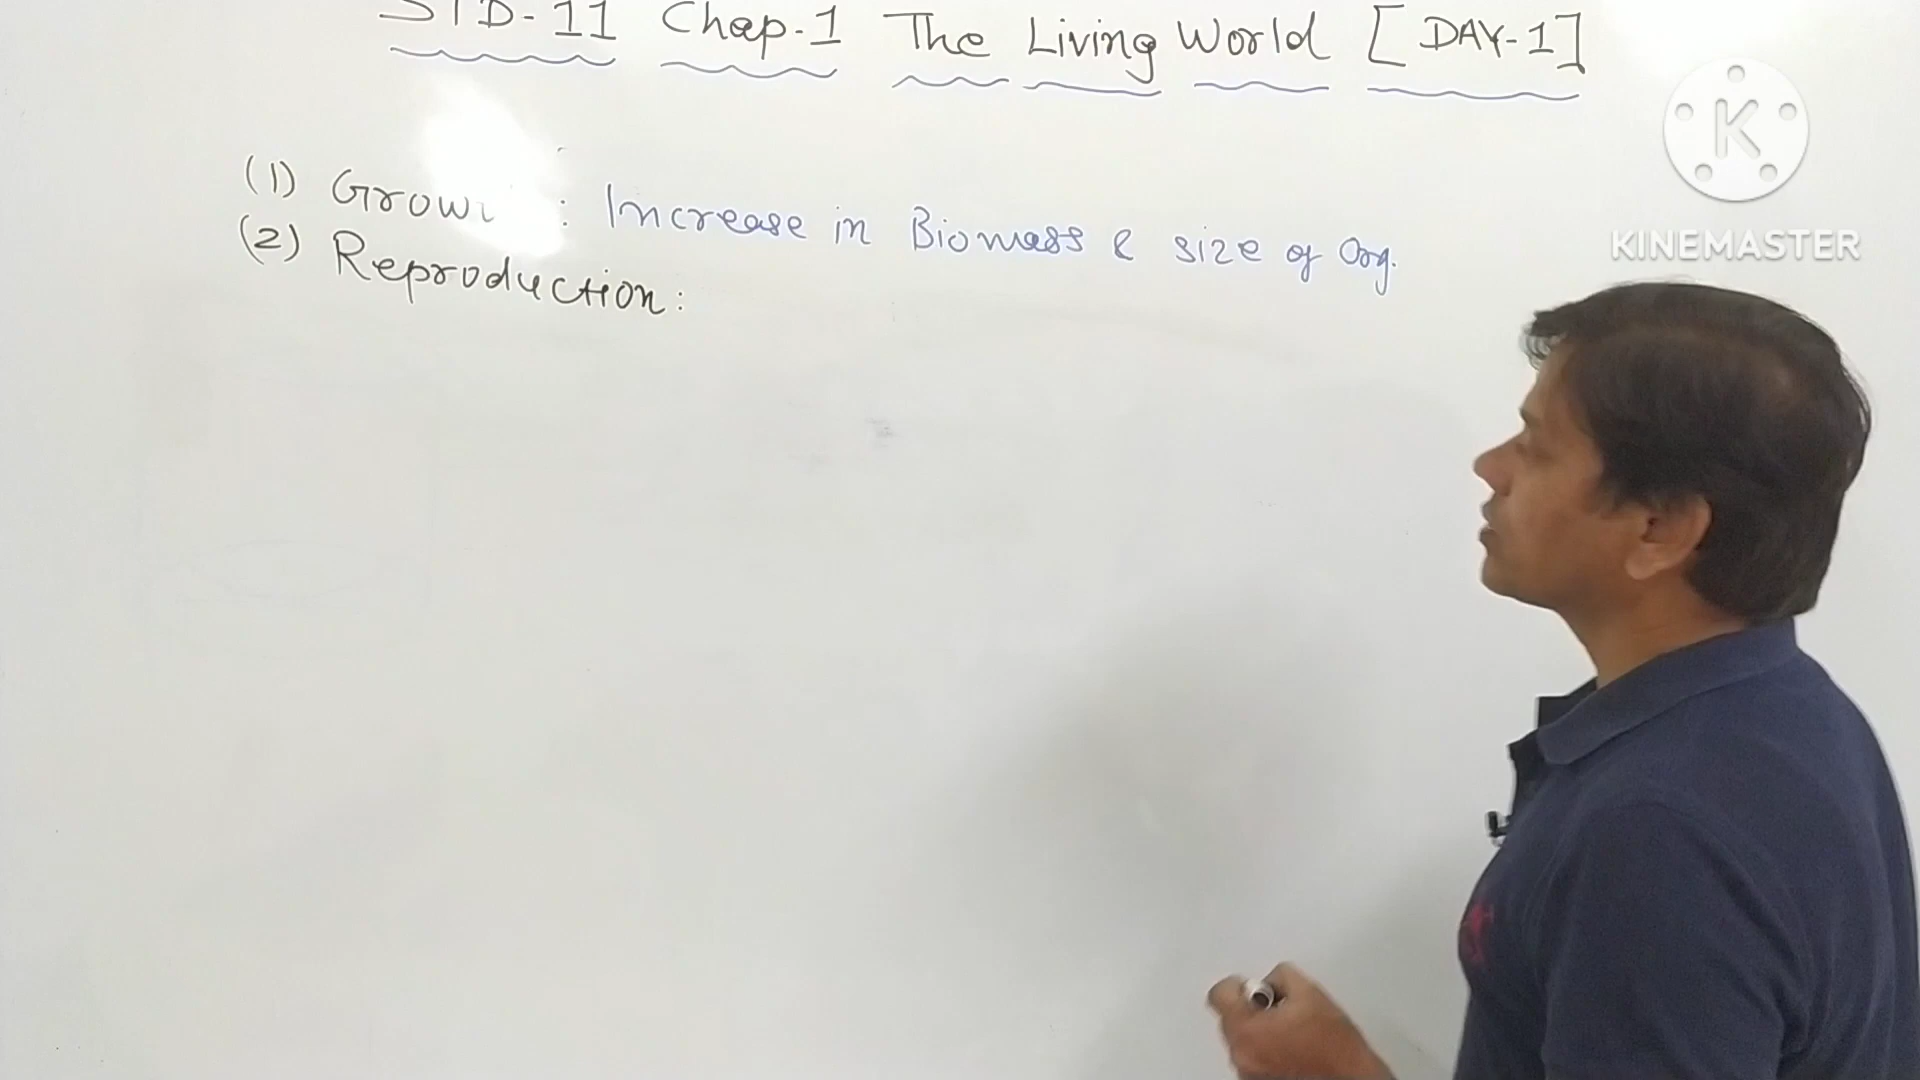 STD-11 Chap.1 The Living World [DAY-1]
K
KINEMASTER
(1) Grow : Increase in Biomass & size of Org.
(2) Reproduction: